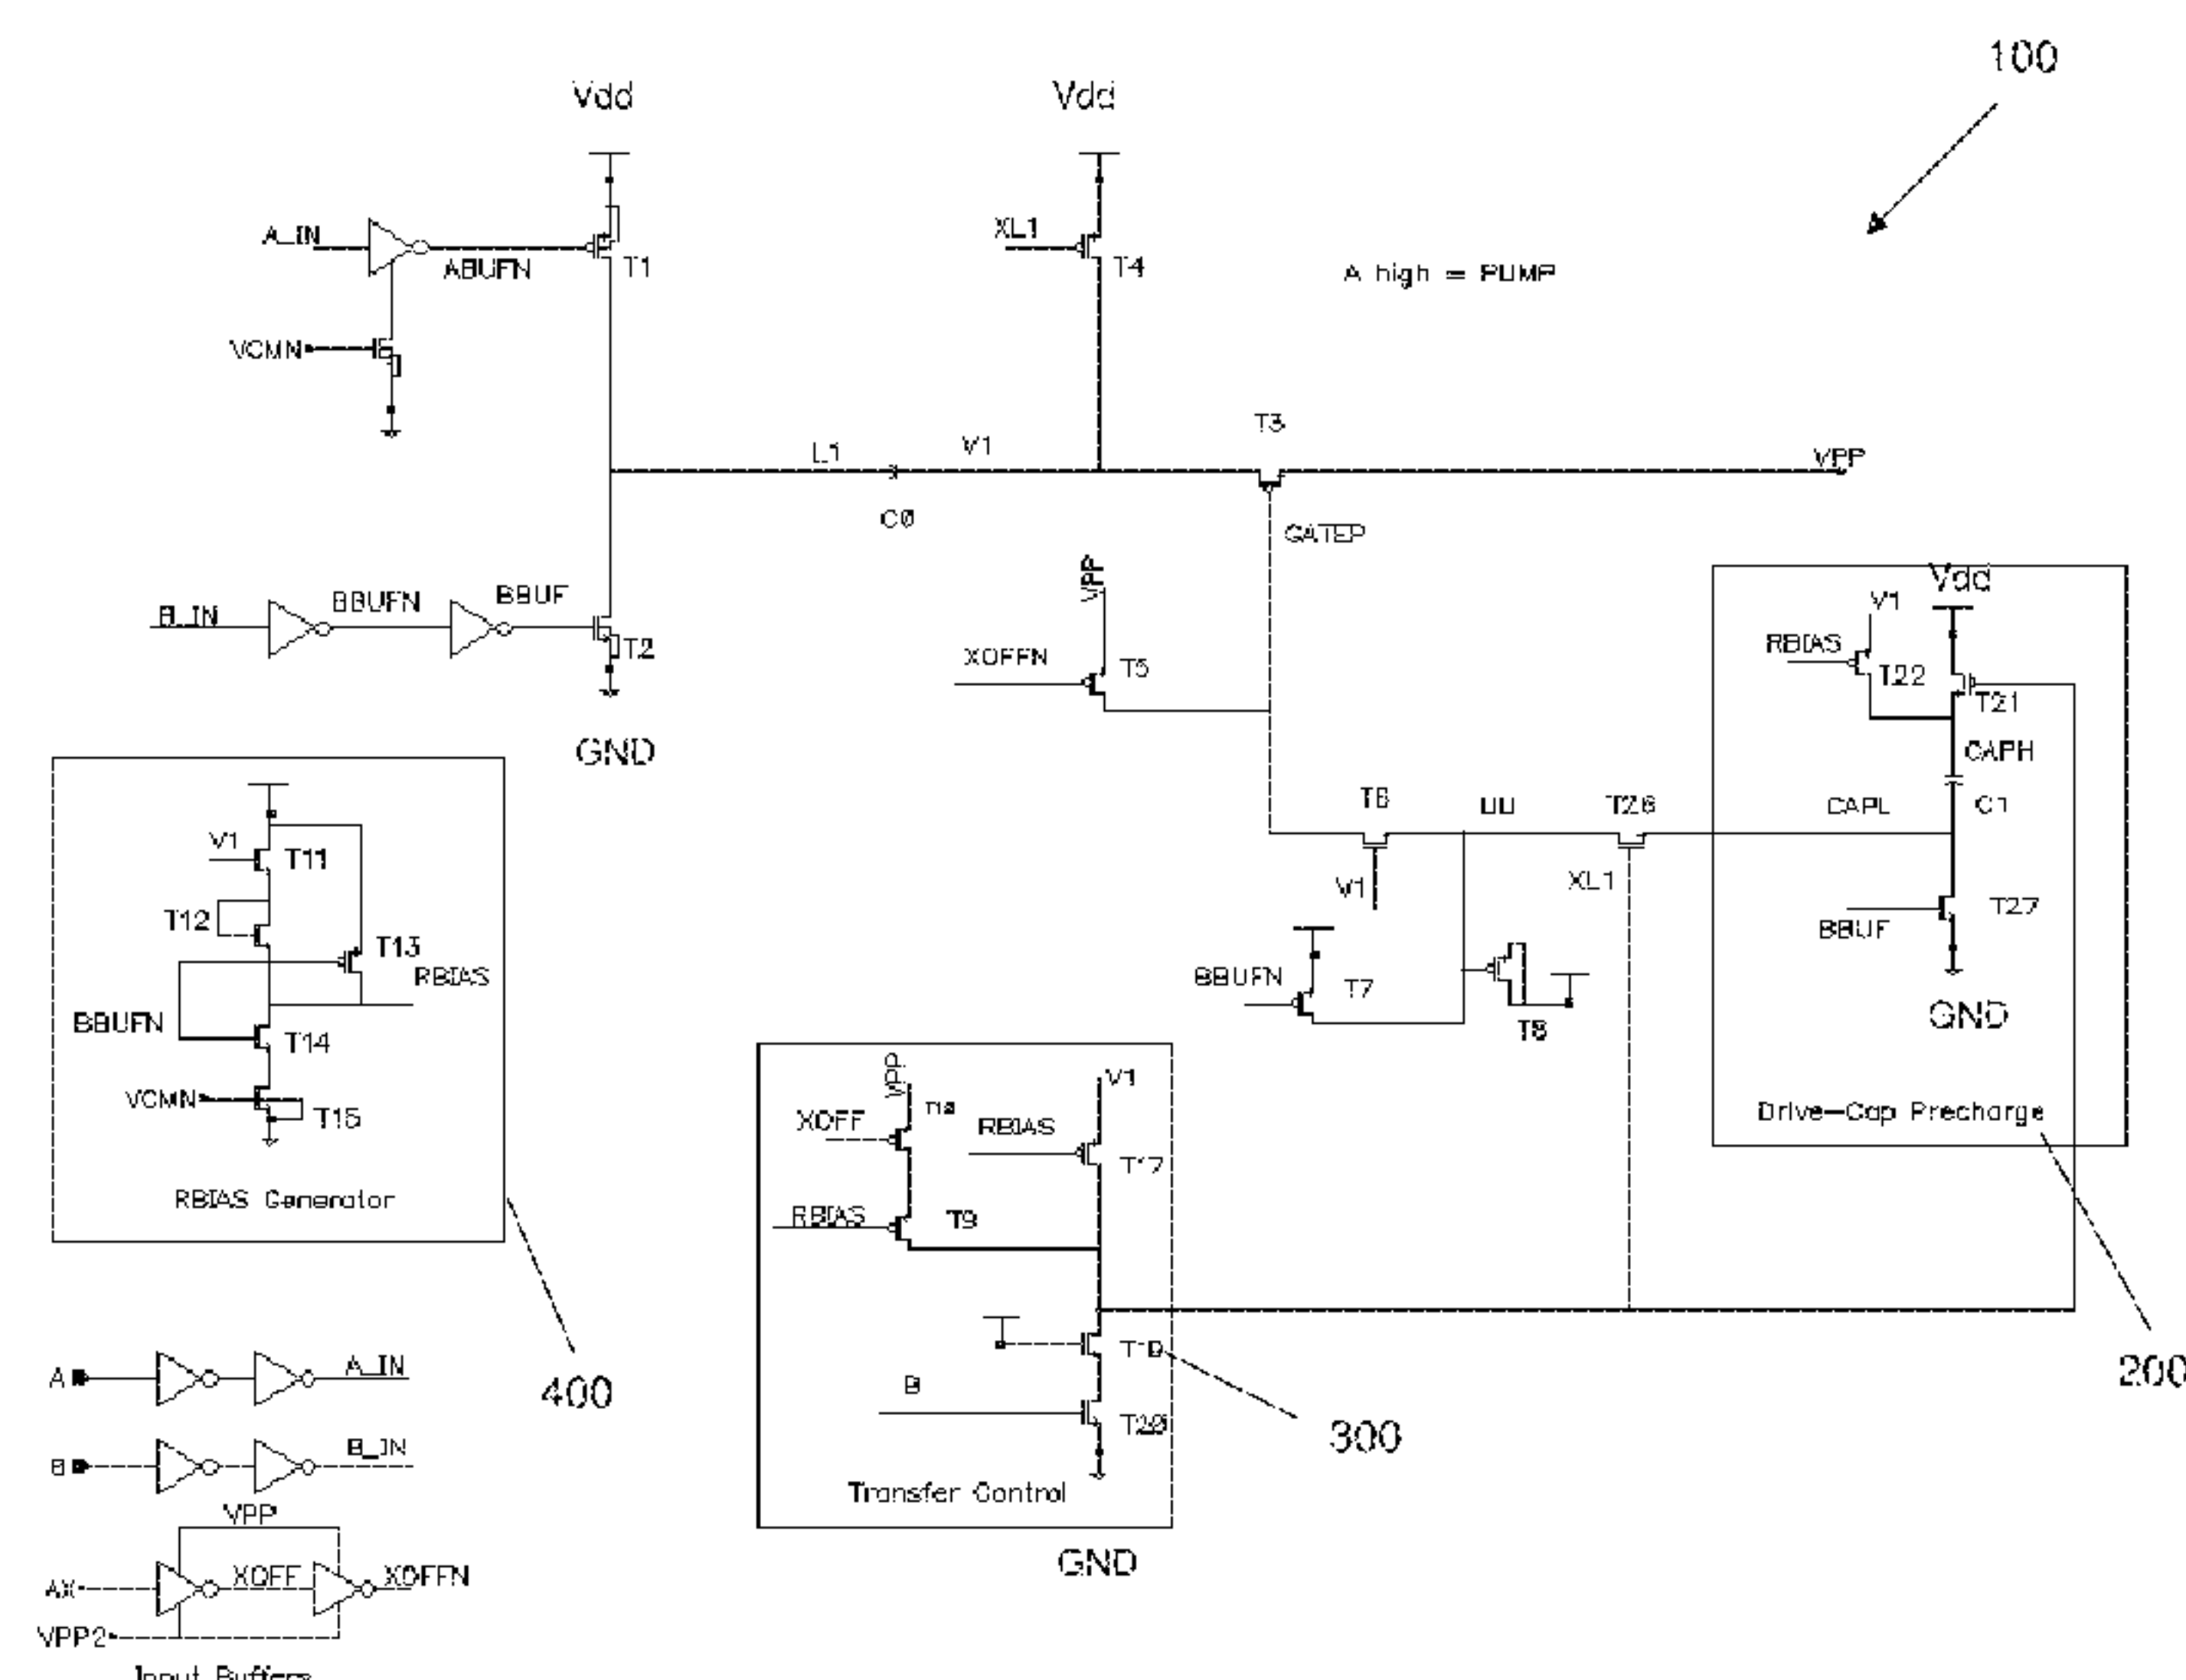 100
Vdd
Vdd
A_IN
ABUFN
T1
XL1
T4
A high = PUMP
VCMN
L1
V1
T3
VPP
C0
GATEP
B_IN
BBUFN
BBUF
T2
GND
VPP
XOFFN
T5
Vdd
V1
RBIAS
T22
T21
CAPH
C1
CAPL
T27
BBUF
GND
Drive-Cap Precharge
200
T6
UU
T26
V1
XL1
BBUFN
T7
T8
V1
T11
T12
T13
RBIAS
BBUFN
T14
VCMN
T15
RBIAS Generator
400
VPP
V1
XOFF
RBIAS
T17
RBIAS
T9
B
T20
Transfer Control
300
GND
A
A_IN
B
B_IN
VPP
AX
XOFF
XOFFN
VPP2
Input Buffers